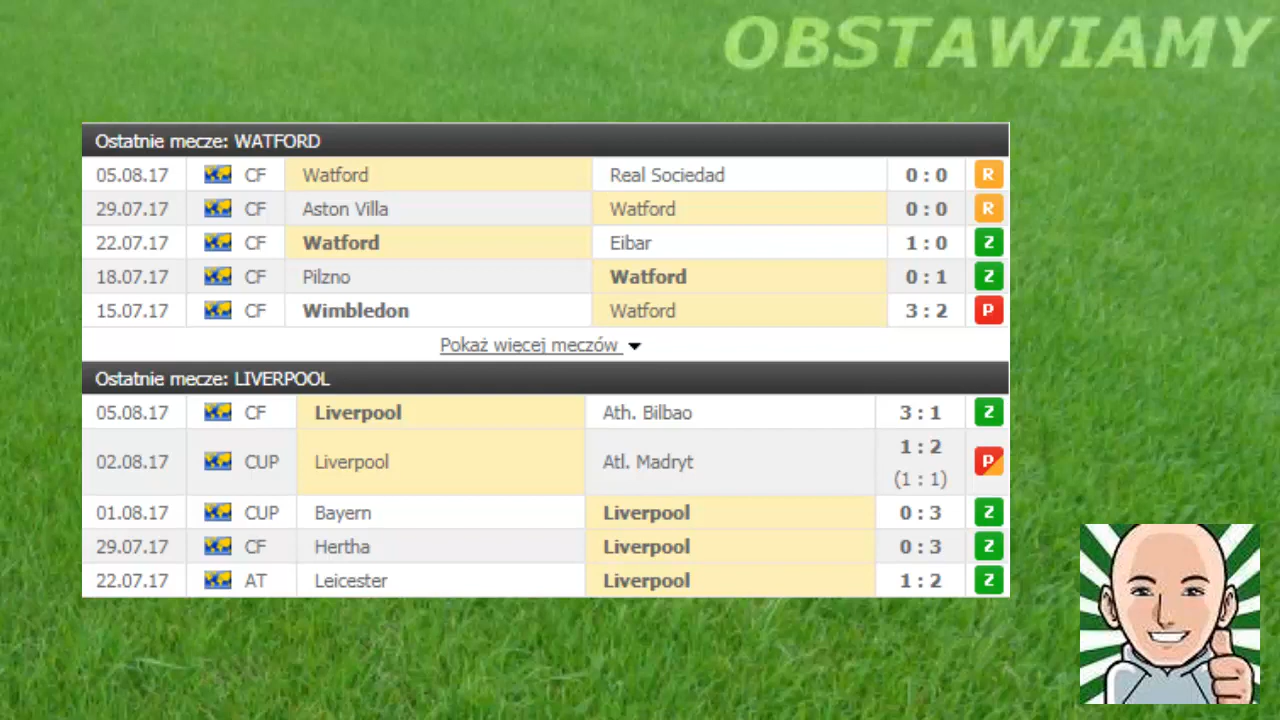 OBSTAWIAMY
Ostatnie mecze: WATFORD
05.08.17 CF Watford Real Sociedad 0 : 0 R
29.07.17 CF Aston Villa Watford 0 : 0 R
22.07.17 CF Watford Eibar 1 : 0 Z
18.07.17 CF Pilzno Watford 0 : 1 Z
15.07.17 CF Wimbledon Watford 3 : 2 P
Pokaż więcej meczów
Ostatnie mecze: LIVERPOOL
05.08.17 CF Liverpool Ath. Bilbao 3 : 1 Z
02.08.17 CUP Liverpool Atl. Madryt 1 : 2 P
(1 : 1)
01.08.17 CUP Bayern Liverpool 0 : 3 Z
29.07.17 CF Hertha Liverpool 0 : 3 Z
22.07.17 AT Leicester Liverpool 1 : 2 Z